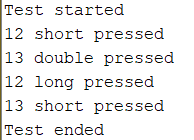 Test started
12 short pressed
13 double pressed
12 long pressed
13 short pressed
Test ended